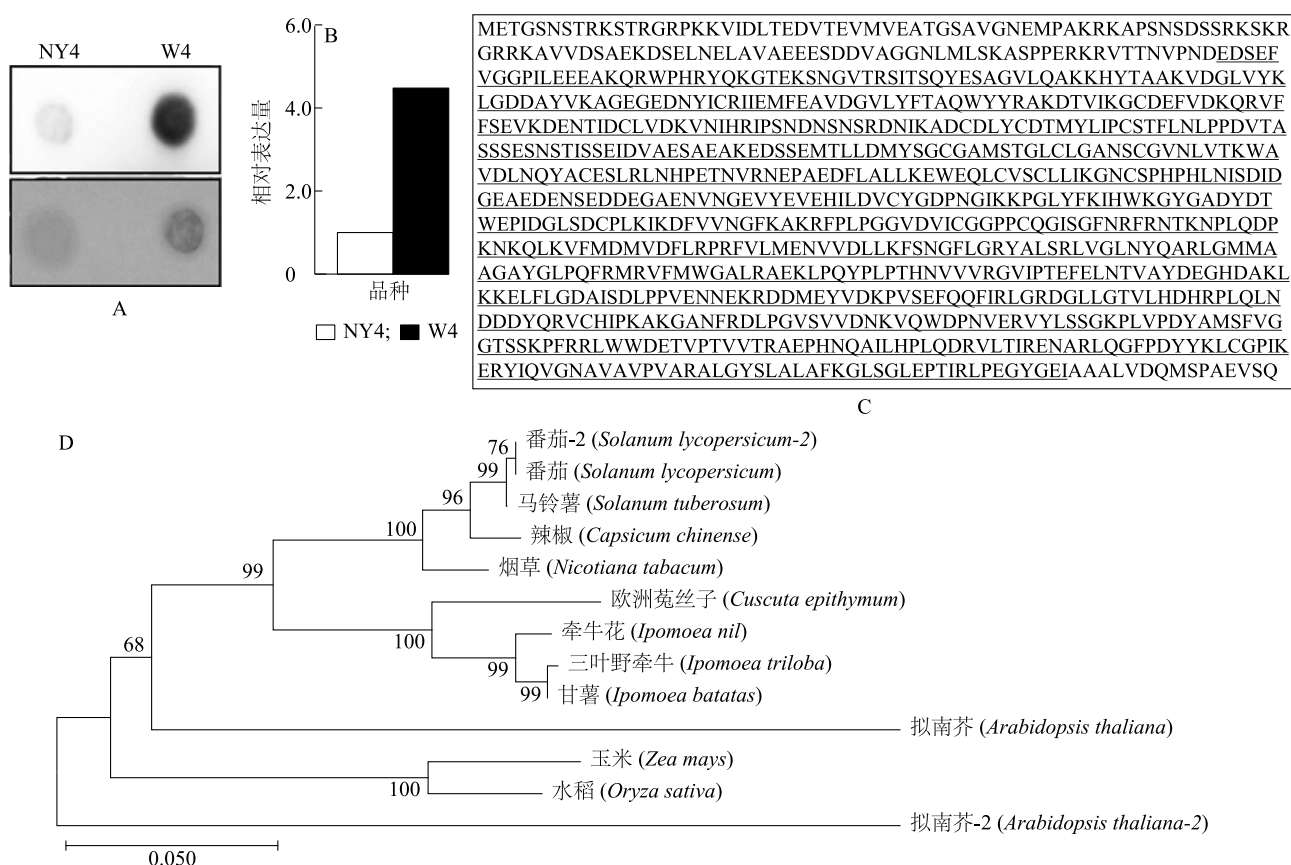 NY4 W4
A
B
6.0
4.0
2.0
0
相对表达量
品种
NY4; W4
METGSNSTRKSTRGRPKKVIDLTEDVTEVMVEATGSAVGNEMPAKRKAPSNSDSSRKSKR
GRRKAVVDSAEKDSELNELAVAEEESDDVAGGNLMLSKASPPERKRVTTNVPNDEDSEF
VGGPILEEEAKQRWPHRYQKGTEKSNGVTRSITSQYESAGVLQAKKHYTAAKVDGLVYK
LGDDAYVKAGEGEDNYICRIIEMFEAVDGVLYFTAQWYYRAKDTVIKGCDEFVDKQRVF
FSEVKDENTIDCLVDKVNIHRIPSNDNSNSRDNIKADCDLYCDTMYLIPCSTFLNLPPDVTA
SSSESNSTISSEIDVAESAEAKEDSSEMTLLDMYSGCGAMSTGLCLGANSCGVNLVTKWA
VDLNQYACESLRLNHPETNVRNEPAEDFLALLKEWEQLCVSCLLIKGNCSPHPHLNISDID
GEAEDENSEDDEGAENVNGEVYEVEHILDVCYGDPNGIKKPGLYFKIHWKGYGADYDT
WEPIDGLSDCPLKIKDFVVNGFKAKRFPLPGGVDVICGGPPCQGISGFNRFRNTKNPLQDP
KNKQLKVFMDMVDFLRPRFVLMENVVDLLKFSNGFLGRYALSRLVGLNYQARLGMMA
AGAYGLPQFRMRVFMWGALRAEKLPQYPLPTHNVVVRGVIPTEFELNTVAYDEGHDAKL
KKELFLGDAISDLPPVENNEKRDDMEYVDKPVSEFQQFIRLGRDGLLGTVLHDHRPLQLN
DDDYQRVCHIPKAKGANFRDLPGVSVVDNKVQWDPNVERVYLSSGKPLVPDYAMSFVG
GTSSKPFRRLWWDETVPTVVTRAEPHNQAILHPLQDRVLTIRENARLQGFPDYYKLCGPIK
ERYIQVGNAVAVPVARALGYSLALAFKGLSGLEPTIRLPEGYGEIAAALVDQMSPAEVSQ
C
D
番茄-2 (Solanum lycopersicum-2)
76
番茄 (Solanum lycopersicum)
99
马铃薯 (Solanum tuberosum)
96
辣椒 (Capsicum chinense)
100
烟草 (Nicotiana tabacum)
99
欧洲菟丝子 (Cuscuta epithymum)
牵牛花 (Ipomoea nil)
100
68
三叶野牵牛 (Ipomoea triloba)
99
甘薯 (Ipomoea batatas)
99
拟南芥 (Arabidopsis thaliana)
玉米 (Zea mays)
100
水稻 (Oryza sativa)
拟南芥-2 (Arabidopsis thaliana-2)
0.050